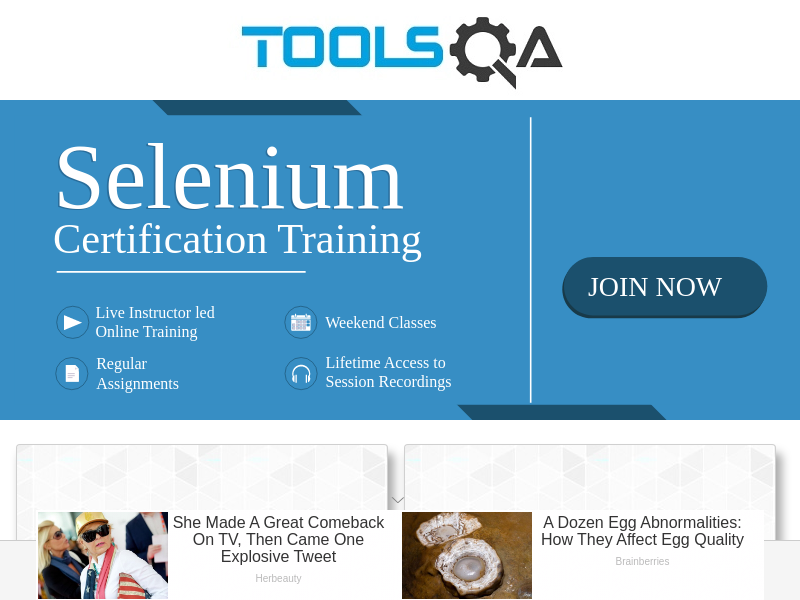 TOOLSQA
Selenium
Certification Training
JOIN NOW
Live Instructor led
Online Training
Weekend Classes
Regular
Assignments
Lifetime Access to
Session Recordings
She Made A Great Comeback
On TV, Then Came One
Explosive Tweet
Herbeauty
A Dozen Egg Abnormalities:
How They Affect Egg Quality
Brainberries